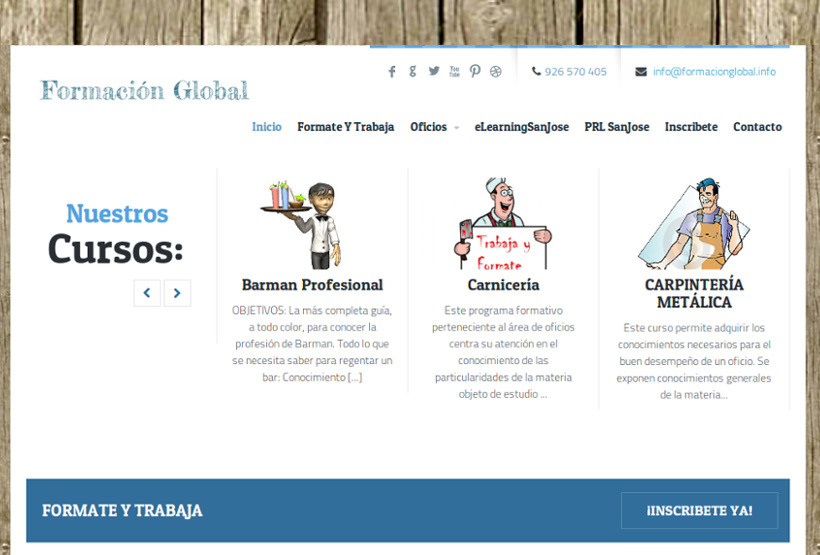 Formación Global
926 570 405
info@formacionglobal.info
Inicio
Formate Y Trabaja
Oficios
eLearningSanJose
PRL SanJose
Inscribete
Contacto
Nuestros
Cursos:
Barman Profesional
OBJETIVOS: La más completa guía,
a todo color, para conocer la
profesión de Barman. Todo lo que
se necesita saber para regentar un
bar: Conocimiento [...]
Trabaja y
Formate
Carnicería
Este programa formativo
perteneciente al área de oficios
centra su atención en el
conocimiento de las
particularidades de la materia
objeto de estudio ...
CARPINTERÍA
METÁLICA
Este curso permite adquirir los
conocimientos necesarios para el
buen desempeño de un oficio. Se
exponen conocimientos generales
de la materia...
FORMATE Y TRABAJA
¡INSCRIBETE YA!